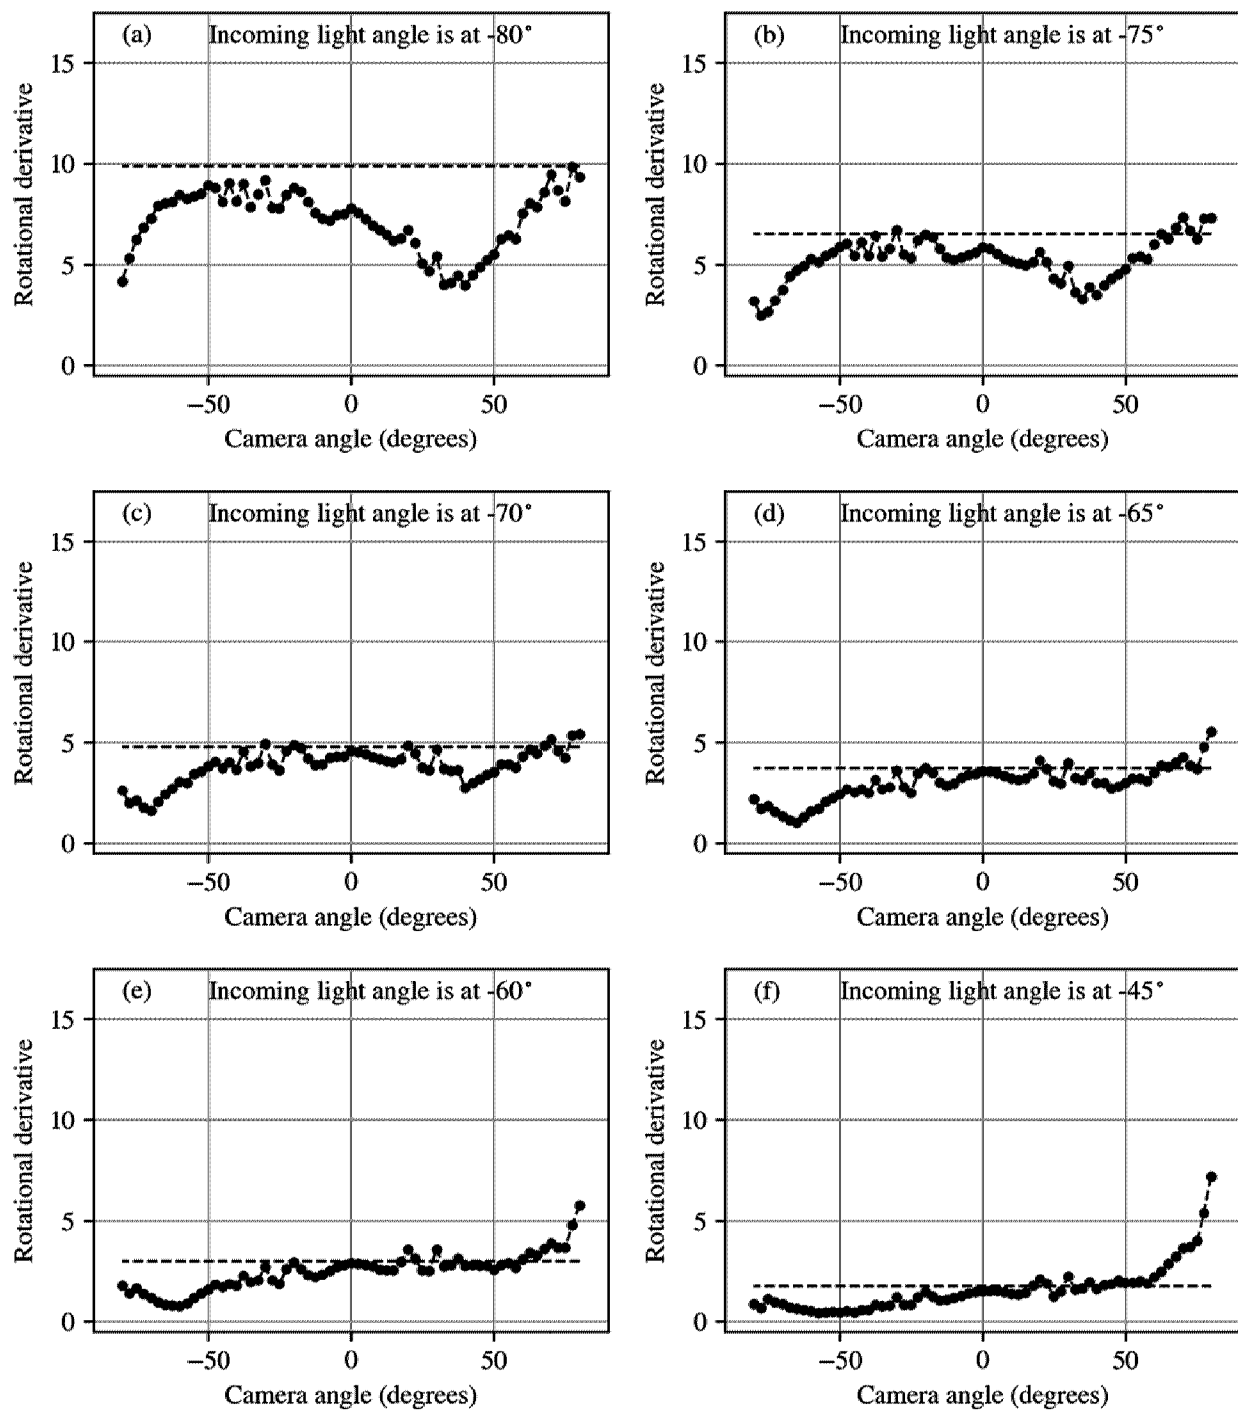 (a) Incoming light angle is at -80°
Rotational derivative
15
10
5
0
−50 0 50
Camera angle (degrees)
(b) Incoming light angle is at -75°
Rotational derivative
15
10
5
0
−50 0 50
Camera angle (degrees)
(c) Incoming light angle is at -70°
Rotational derivative
15
10
5
0
−50 0 50
Camera angle (degrees)
(d) Incoming light angle is at -65°
Rotational derivative
15
10
5
0
−50 0 50
Camera angle (degrees)
(e) Incoming light angle is at -60°
Rotational derivative
15
10
5
0
−50 0 50
Camera angle (degrees)
(f) Incoming light angle is at -45°
Rotational derivative
15
10
5
0
−50 0 50
Camera angle (degrees)